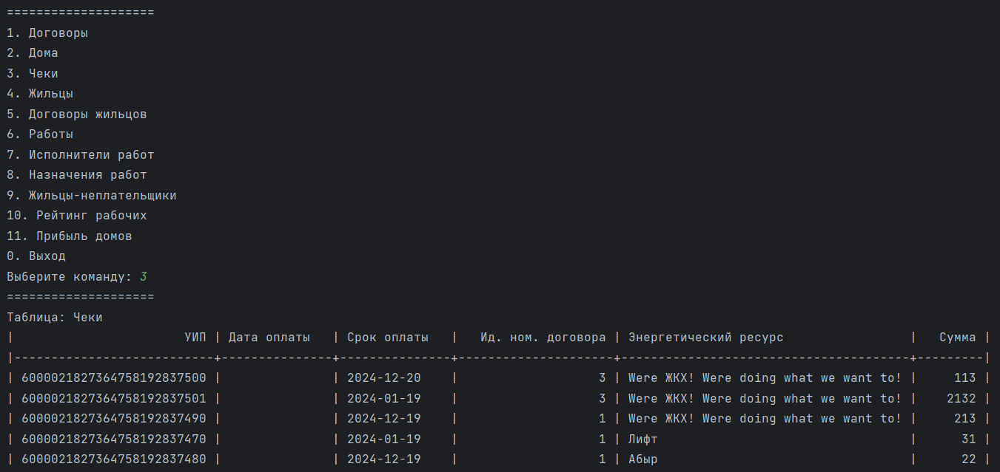 ====================
1. Договоры
2. Дома
3. Чеки
4. Жильцы
5. Договоры жильцов
6. Работы
7. Исполнители работ
8. Назначения работ
9. Жильцы-неплательщики
10. Рейтинг рабочих
11. Прибыль домов
0. Выход
Выберите команду: 3
====================
Таблица: Чеки
|                       УИП | Дата оплаты   | Срок оплаты   |   Ид. ном. договора | Энергетический ресурс                 |   Сумма |
|---------------------------+---------------+---------------+---------------------+---------------------------------------+---------|
| 6000021827364758192837500 |               | 2024-12-20    |                   3 | Were ЖКХ! Were doing what we want to! |     113 |
| 6000021827364758192837501 |               | 2024-01-19    |                   3 | Were ЖКХ! Were doing what we want to! |    2132 |
| 6000021827364758192837490 |               | 2024-12-19    |                   1 | Were ЖКХ! Were doing what we want to! |     213 |
| 6000021827364758192837470 |               | 2024-01-19    |                   1 | Лифт                                  |      31 |
| 6000021827364758192837480 |               | 2024-12-19    |                   1 | Абыр                                  |      22 |